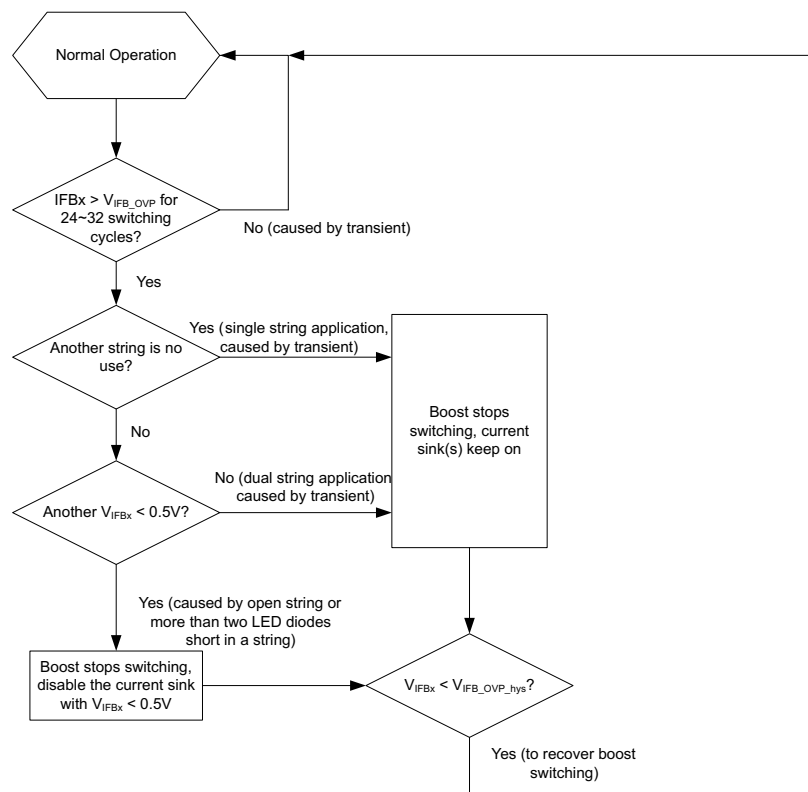 Normal Operation
IFBx > VIFB_OVP for
24~32 switching
cycles?
No (caused by transient)
Yes
Another string is no
use?
Yes (single string application,
caused by transient)
Boost stops
switching, current
sink(s) keep on
No
Another VIFBx < 0.5V?
No (dual string application
caused by transient)
Yes (caused by open string or
more than two LED diodes
short in a string)
Boost stops switching,
disable the current sink
with VIFBx < 0.5V
VIFBx < VIFB_OVP_hys?
Yes (to recover boost
switching)